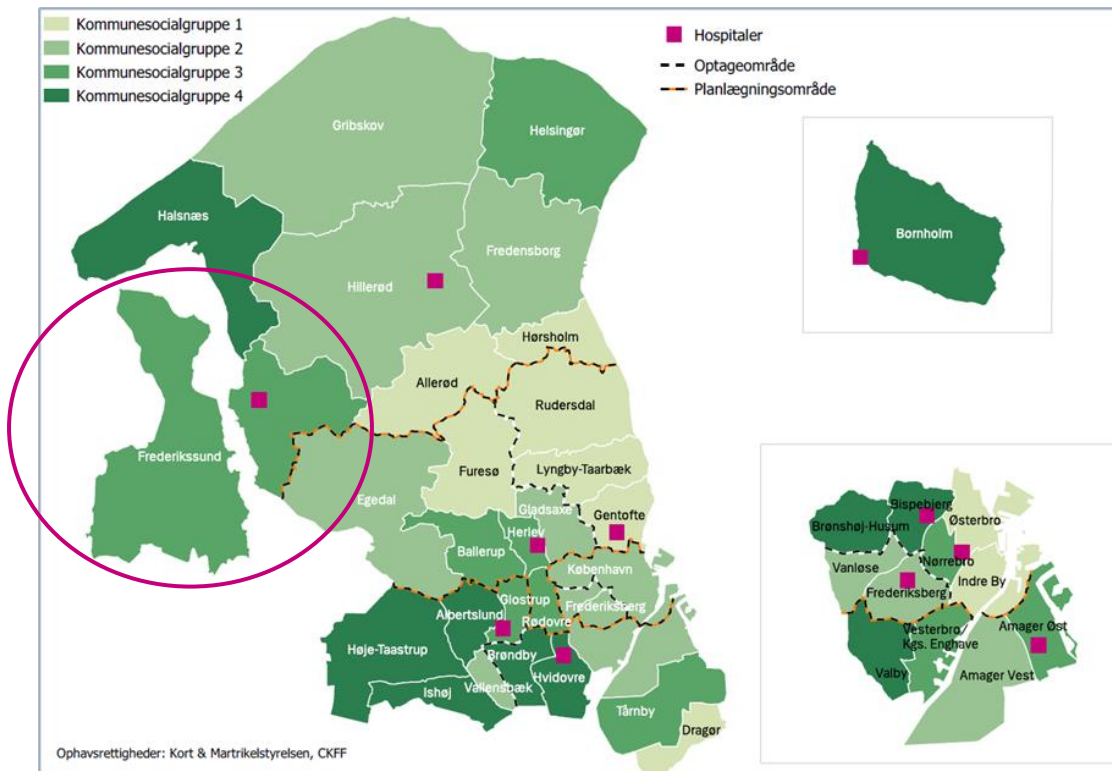 Kommunesocialgruppe 1
Kommunesocialgruppe 2
Kommunesocialgruppe 3
Kommunesocialgruppe 4
Hospitaler
Optageområde
Planlægningsområde
Gribskov
Helsingør
Halsnæs
Fredensborg
Hillerød
Hørsholm
Allerød
Rudersdal
Frederikssund
Furesø
Lyngby-Taarbæk
Egedal
Gladsaxe
Gentofte
Herlev
Ballerup
København
Glostrup
Frederiksberg
Albertslund
Rødovre
Høje-Taastrup
Brøndby
Hvidovre
Vallensbæk
Ishøj
Tårnby
Dragør
Ophavsrettigheder: Kort & Martrikelstyrelsen, CKFF
Bornholm
Bispebjerg
Brønshøj-Husum
Østerbro
Nørrebro
Vanløse
Indre By
Frederiksberg
Vesterbro
Kgs. Enghave
Amager Øst
Valby
Amager Vest